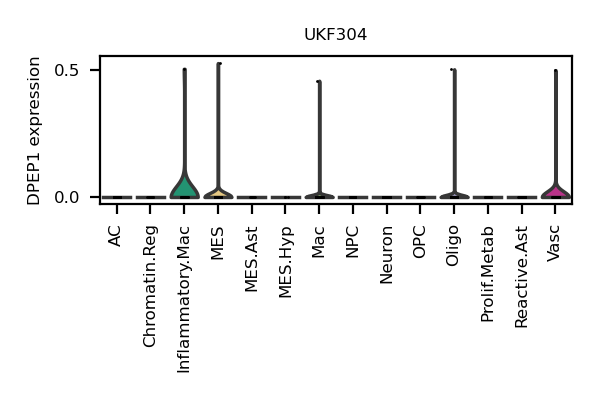 UKF304
DPEP1 expression
0.5
0.0
AC
Chromatin.Reg
Inflammatory.Mac
MES
MES.Ast
MES.Hyp
Mac
NPC
Neuron
OPC
Oligo
Prolif.Metab
Reactive.Ast
Vasc